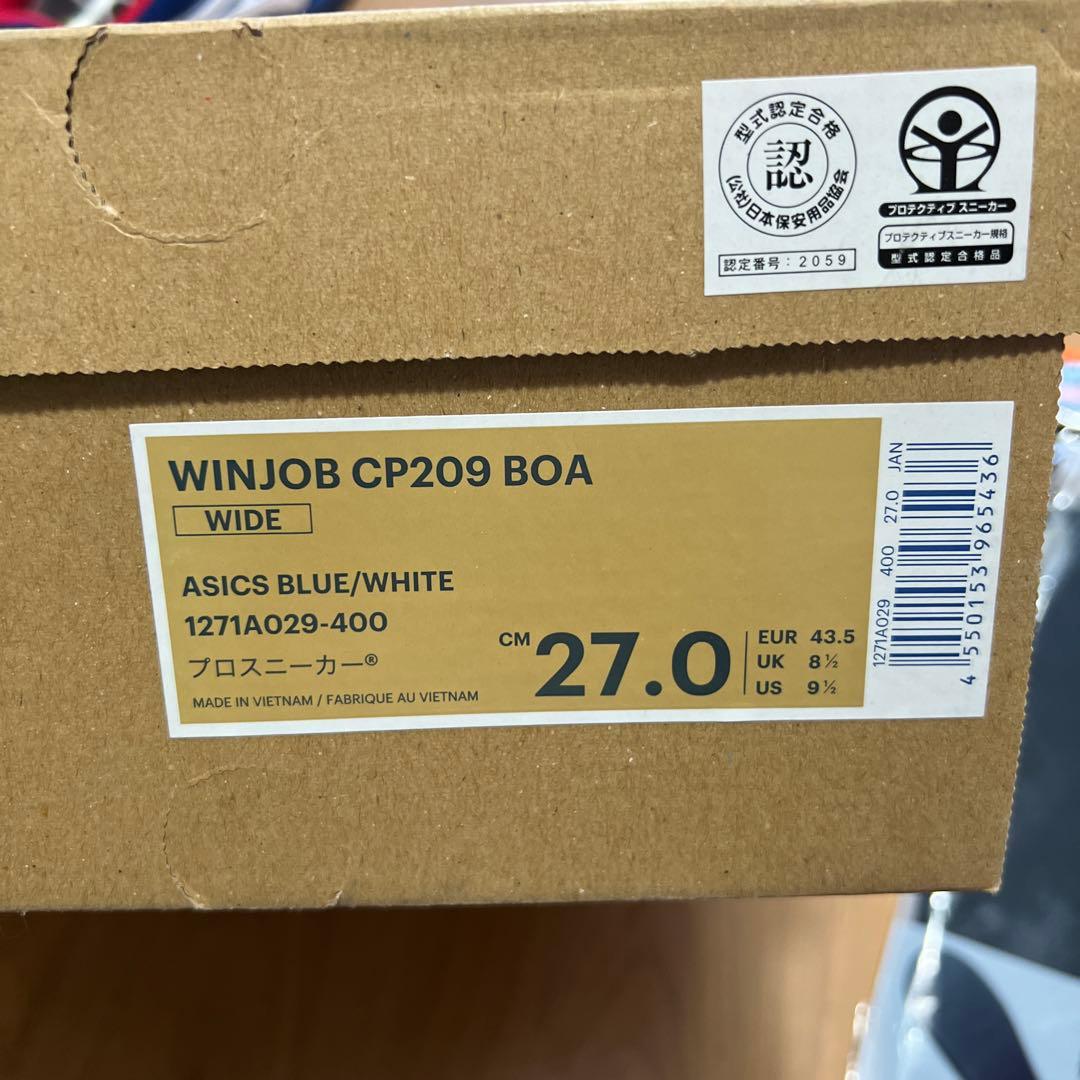 型式認定合格
認
(公社)日本保安用品協会
認定番号:2059
プロテクティブ スニーカー
プロテクティブスニーカー規格
型式認定合格品
WINJOB CP209 BOA
WIDE
ASICS BLUE/WHITE
1271A029-400
プロスニーカー®
MADE IN VIETNAM / FABRIQUE AU VIETNAM
CM 27.0
EUR 43.5
UK 8½
US 9½
1271A029 400 27.0 JAN
4 550153 965436